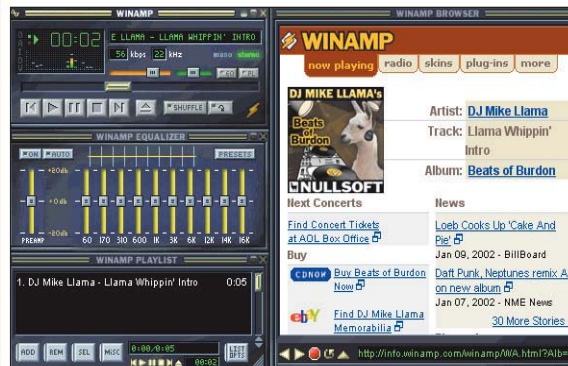 WINAMP
00:02
E LLAMA - LLAMA WHIPPIN' INTRO
56 kbps 22 kHz
mono stereo
EQ PL
SHUFFLE
WINAMP EQUALIZER
ON AUTO
PRESETS
+20db
+0db
-20db
PREAMP 60 170 310 600 1K 3K 6K 12K 14K 16K
WINAMP PLAYLIST
1. DJ Mike Llama - Llama Whippin' Intro 0:05
ADD REM SEL MISC
0:00/0:05
00:02
LIST OPTS
WINAMP BROWSER
WINAMP
now playing radio skins plug-ins more
DJ MIKE LLAMA's
Beats
of
Burdon
NULLSOFT
Artist: DJ Mike Llama
Track: Llama Whippin'
Intro
Album: Beats of Burdon
Next Concerts
Find Concert Tickets
at AOL Box Office
Buy
CDNOW Buy Beats of Burdon
Now
ebY Find DJ Mike Llama
Memorabilia
News
Loeb Cooks Up 'Cake And
Pie'
Jan 09, 2002 - BillBoard
Daft Punk, Neptunes remix A
on new album
Jan 07, 2002 - NME News
30 More Stories
http://info.winamp.com/winamp/WA.html?Alb=